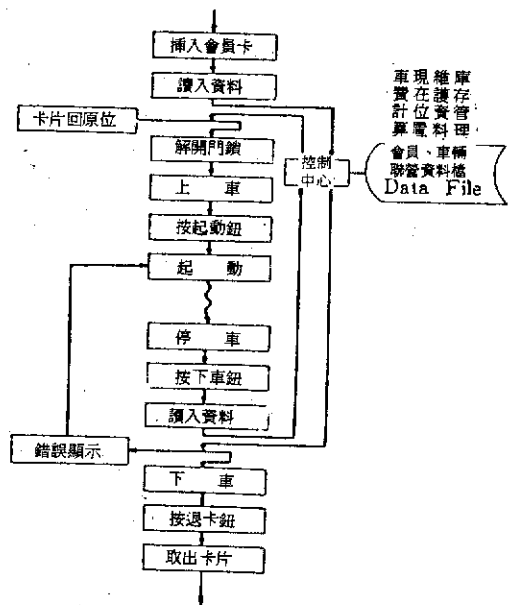 插入會員卡
讀入資料
卡片回原位
解開門鎖
上車
按起動鈕
起動
停車
按下車鈕
讀入資料
錯誤顯示
下車
按退卡鈕
取出卡片
控制
中心
車費計算
現在位電
維護資料
庫存管理
會員、車輛
聯營資料檔
Data File